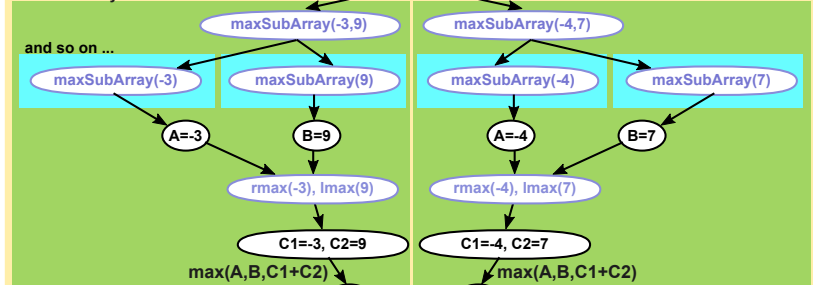 maxSubArray(-3,9) maxSubArray(-4,7)
and so on ...
maxSubArray(-3) maxSubArray(9) maxSubArray(-4) maxSubArray(7)
A=-3 B=9 A=-4 B=7
rmax(-3), lmax(9) rmax(-4), lmax(7)
C1=-3, C2=9 C1=-4, C2=7
max(A,B,C1+C2) max(A,B,C1+C2)